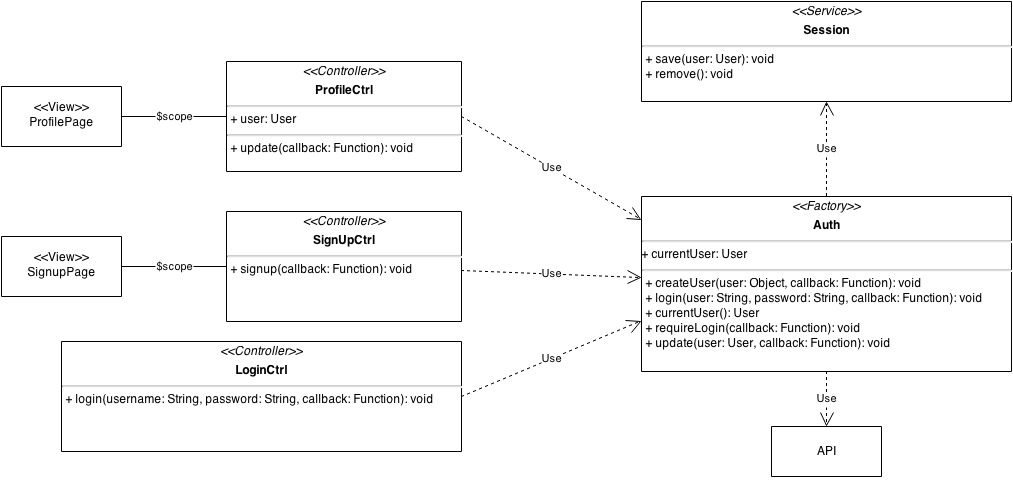 <<Service>>
Session
+ save(user: User): void
+ remove(): void
<<Controller>>
ProfileCtrl
+ user: User
+ update(callback: Function): void
<<View>>
ProfilePage
$scope
Use
Use
<<Factory>>
Auth
+ currentUser: User
+ createUser(user: Object, callback: Function): void
+ login(user: String, password: String, callback: Function): void
+ currentUser(): User
+ requireLogin(callback: Function): void
+ update(user: User, callback: Function): void
<<Controller>>
SignUpCtrl
+ signup(callback: Function): void
<<View>>
SignupPage
$scope
Use
<<Controller>>
LoginCtrl
+ login(username: String, password: String, callback: Function): void
Use
Use
API